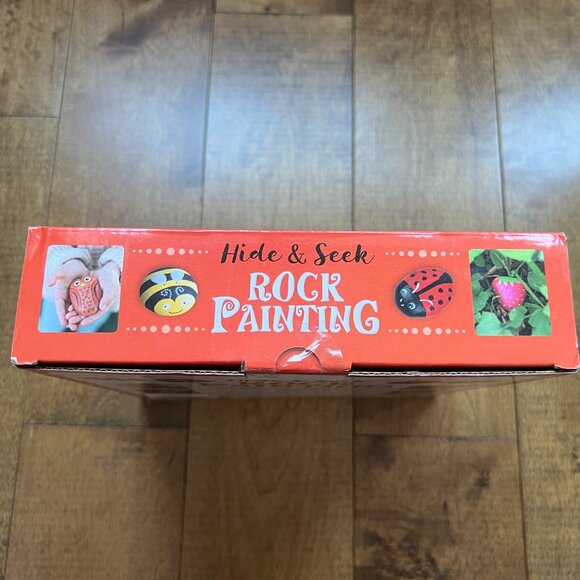 Hide & Seek
ROCK
PAINTING